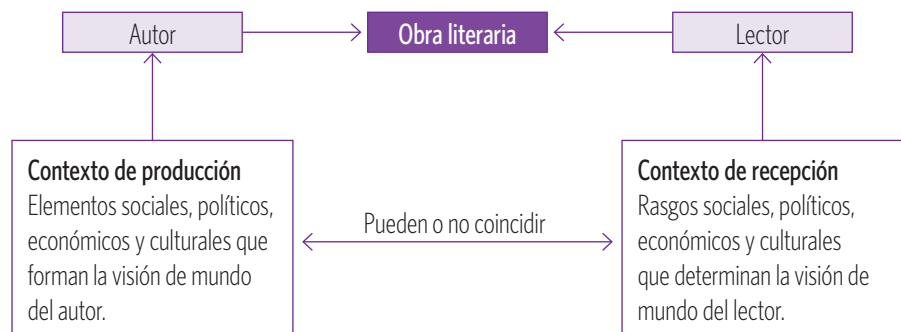 Autor
Obra literaria
Lector
Contexto de producción
Elementos sociales, políticos,
económicos y culturales que
forman la visión de mundo
del autor.
Pueden o no coincidir
Contexto de recepción
Rasgos sociales, políticos,
económicos y culturales
que determinan la visión de
mundo del lector.